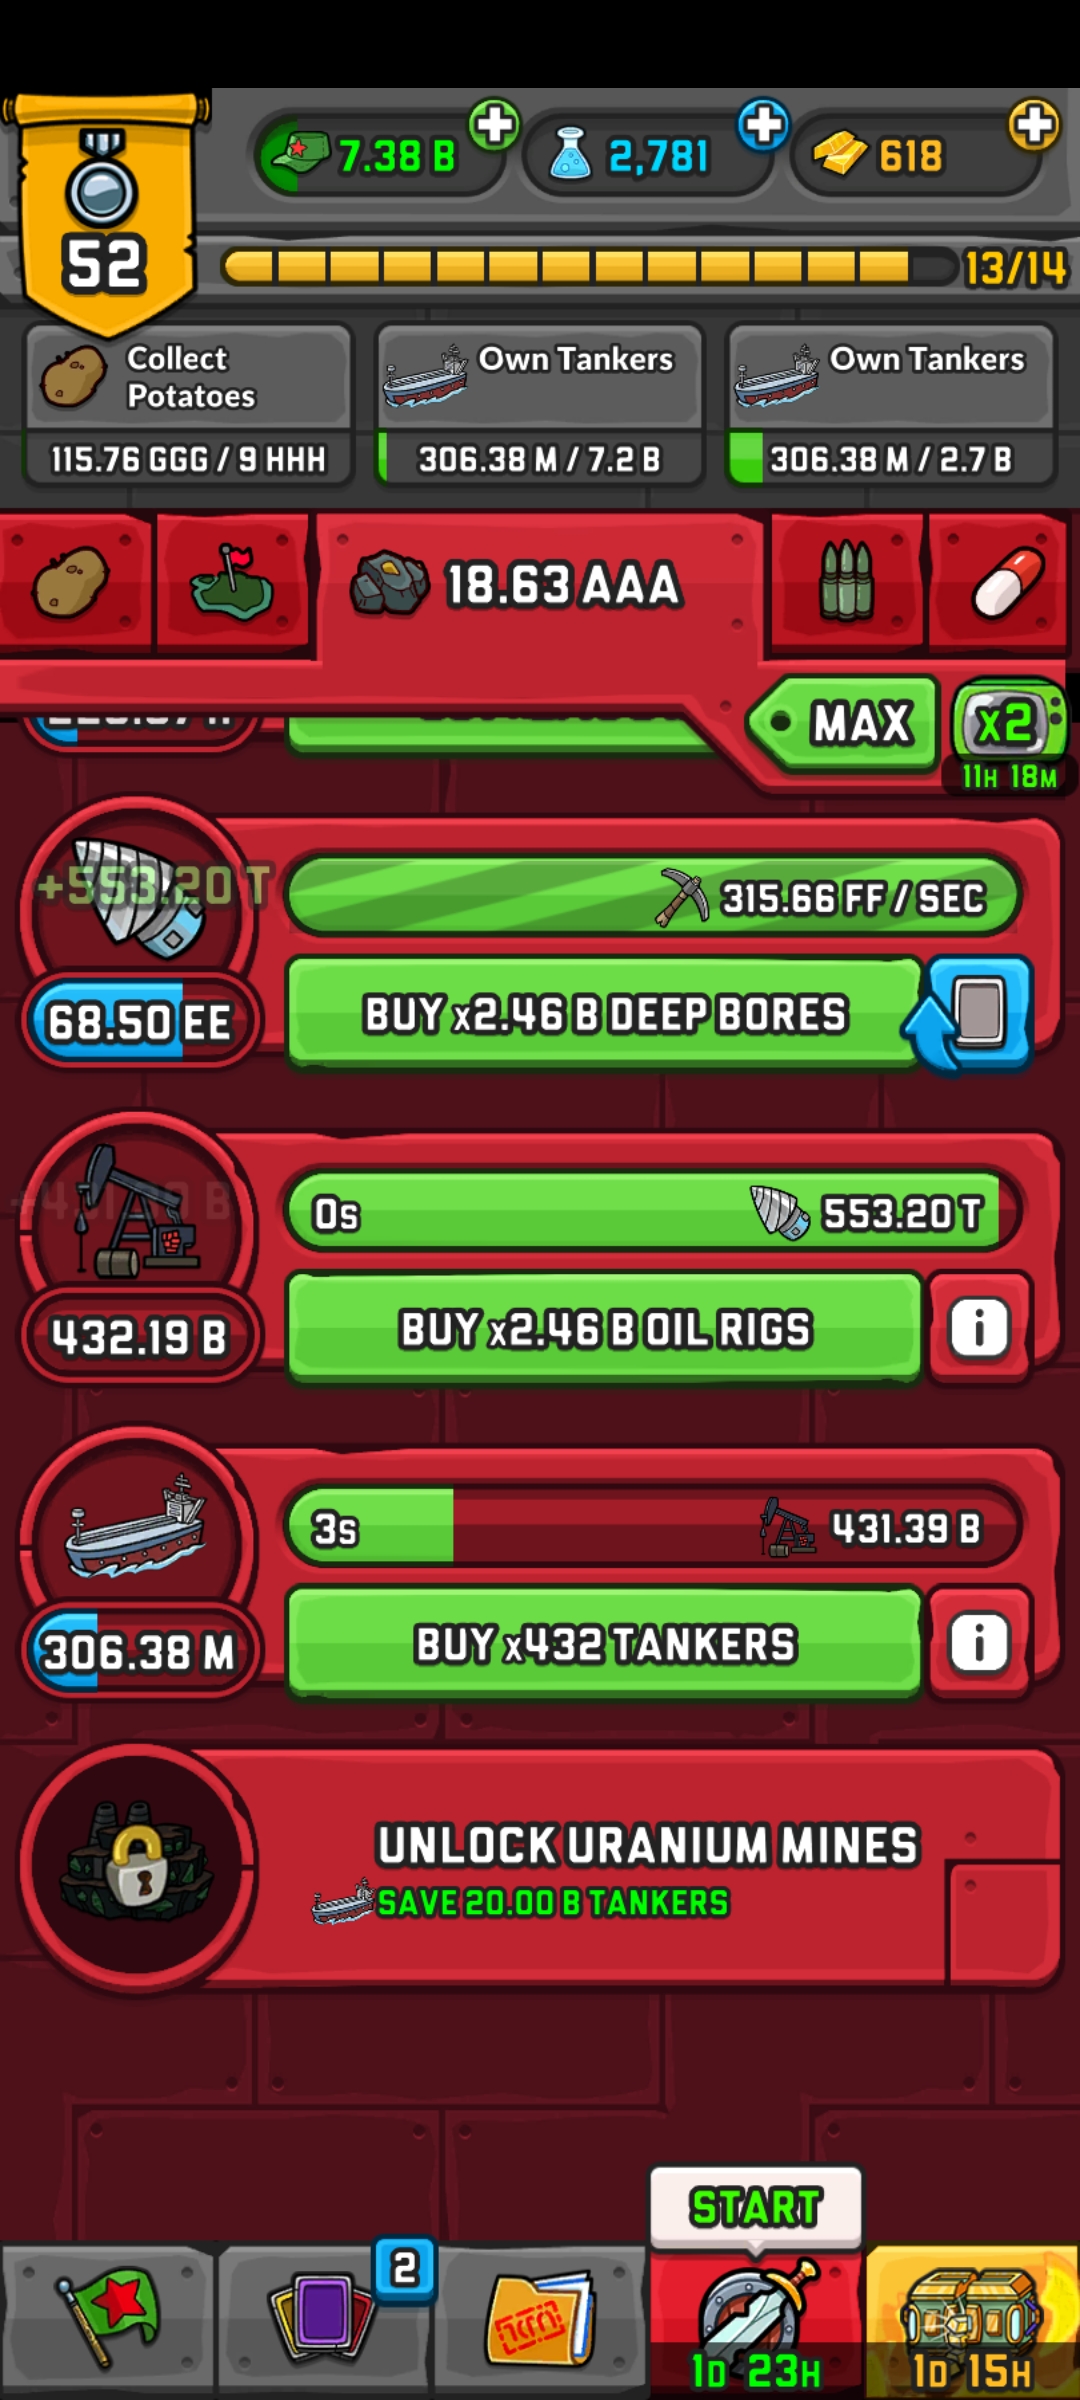 7.38 B
2,781
618
52
13/14
Collect
Potatoes
115.76 GGG / 9 HHH
Own Tankers
306.38 M / 7.2 B
Own Tankers
306.38 M / 2.7 B
18.63 AAA
MAX
x2
11H 18M
+553.20 T
315.66 FF / SEC
68.50 EE
BUY x2.46 B DEEP BORES
0s
553.20 T
432.19 B
BUY x2.46 B OIL RIGS
3s
431.39 B
306.38 M
BUY x432 TANKERS
UNLOCK URANIUM MINES
SAVE 20.00 B TANKERS
START
2
1D 23H
1D 15H